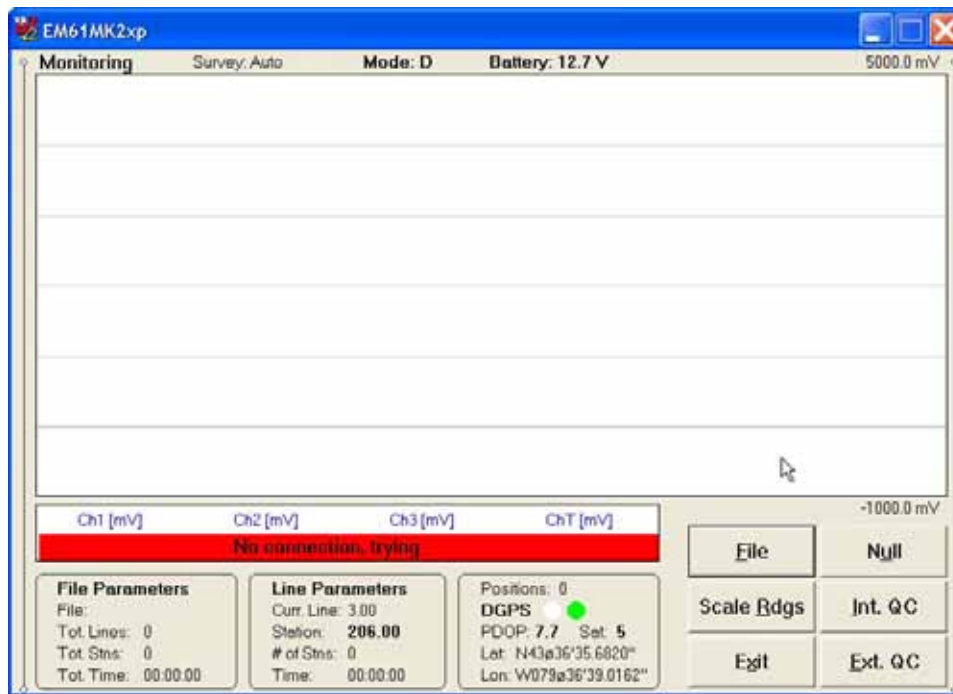 EM61MK2xp
Monitoring Survey: Auto Mode: D Battery: 12.7 V 5000.0 mV
-1000.0 mV
Ch1 [mV] Ch2 [mV] Ch3 [mV] ChT [mV]
No connection, trying
File Parameters
File:
Tot. Lines: 0
Tot. Stns: 0
Tot. Time: 00:00:00
Line Parameters
Curr. Line: 3.00
Station: 206.00
# of Stns: 0
Time: 00:00:00
Positions: 0
DGPS
PDOP: 7.7 Sat: 5
Lat: N43ø36'35.6820"
Lon: W079ø36'39.0162"
File Null
Scale Rdgs Int. QC
Exit Ext. QC